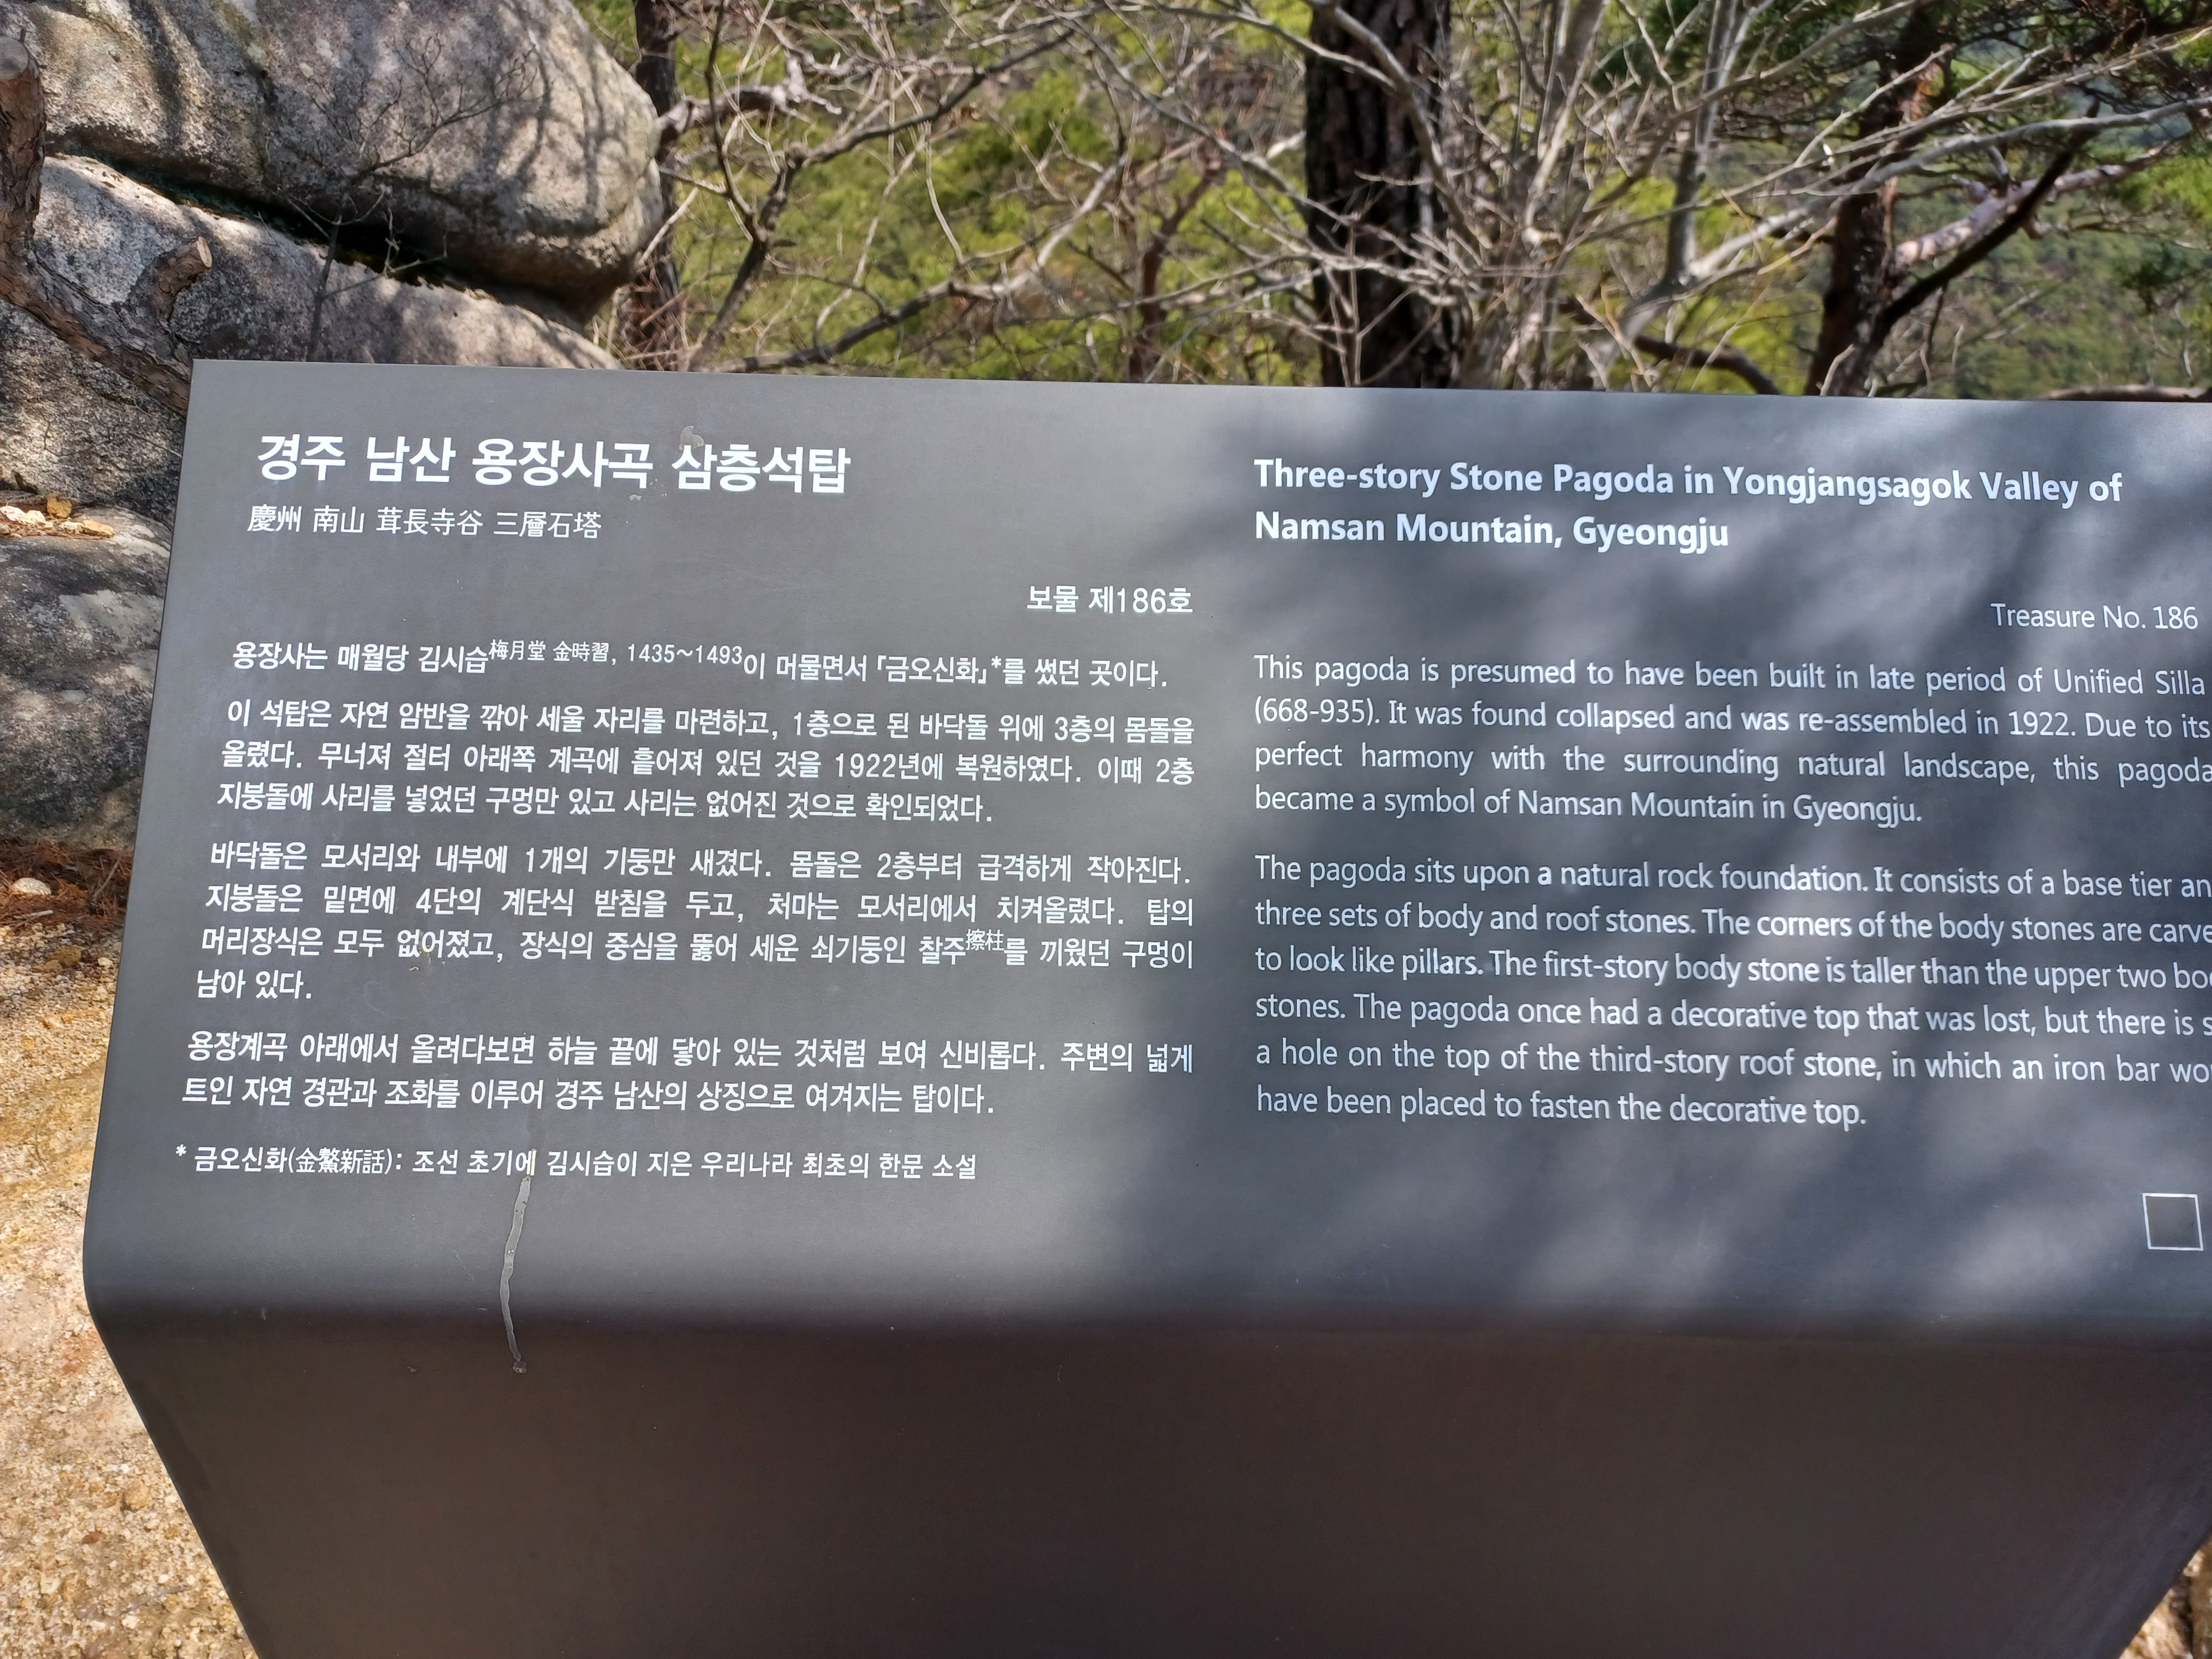 경주 남산 용장사곡 삼층석탑
慶州 南山 茸長寺谷 三層石塔
보물 제186호
용장사는 매월당 김시습梅月堂 金時習, 1435~1493이 머물면서 「금오신화」*를 썼던 곳이다.
이 석탑은 자연 암반을 깎아 세울 자리를 마련하고, 1층으로 된 바닥돌 위에 3층의 몸돌을
올렸다. 무너져 절터 아래쪽 계곡에 흩어져 있던 것을 1922년에 복원하였다. 이때 2층
지붕돌에 사리를 넣었던 구멍만 있고 사리는 없어진 것으로 확인되었다.
바닥돌은 모서리와 내부에 1개의 기둥만 새겼다. 몸돌은 2층부터 급격하게 작아진다.
지붕돌은 밑면에 4단의 계단식 받침을 두고, 처마는 모서리에서 치켜올렸다. 탑의
머리장식은 모두 없어졌고, 장식의 중심을 뚫어 세운 쇠기둥인 찰주擦柱를 끼웠던 구멍이
남아 있다.
용장계곡 아래에서 올려다보면 하늘 끝에 닿아 있는 것처럼 보여 신비롭다. 주변의 넓게
트인 자연 경관과 조화를 이루어 경주 남산의 상징으로 여겨지는 탑이다.
* 금오신화(金鰲新話): 조선 초기에 김시습이 지은 우리나라 최초의 한문 소설
Three-story Stone Pagoda in Yongjangsagok Valley of
Namsan Mountain, Gyeongju
Treasure No. 186
This pagoda is presumed to have been built in late period of Unified Silla
(668-935). It was found collapsed and was re-assembled in 1922. Due to its
perfect harmony with the surrounding natural landscape, this pagoda
became a symbol of Namsan Mountain in Gyeongju.
The pagoda sits upon a natural rock foundation. It consists of a base tier
three sets of body and roof stones. The corners of the body stones are
to look like pillars. The first-story body stone is taller than the upper two
stones. The pagoda once had a decorative top that was lost, but there is
a hole on the top of the third-story roof stone, in which an iron bar
have been placed to fasten the decorative top.